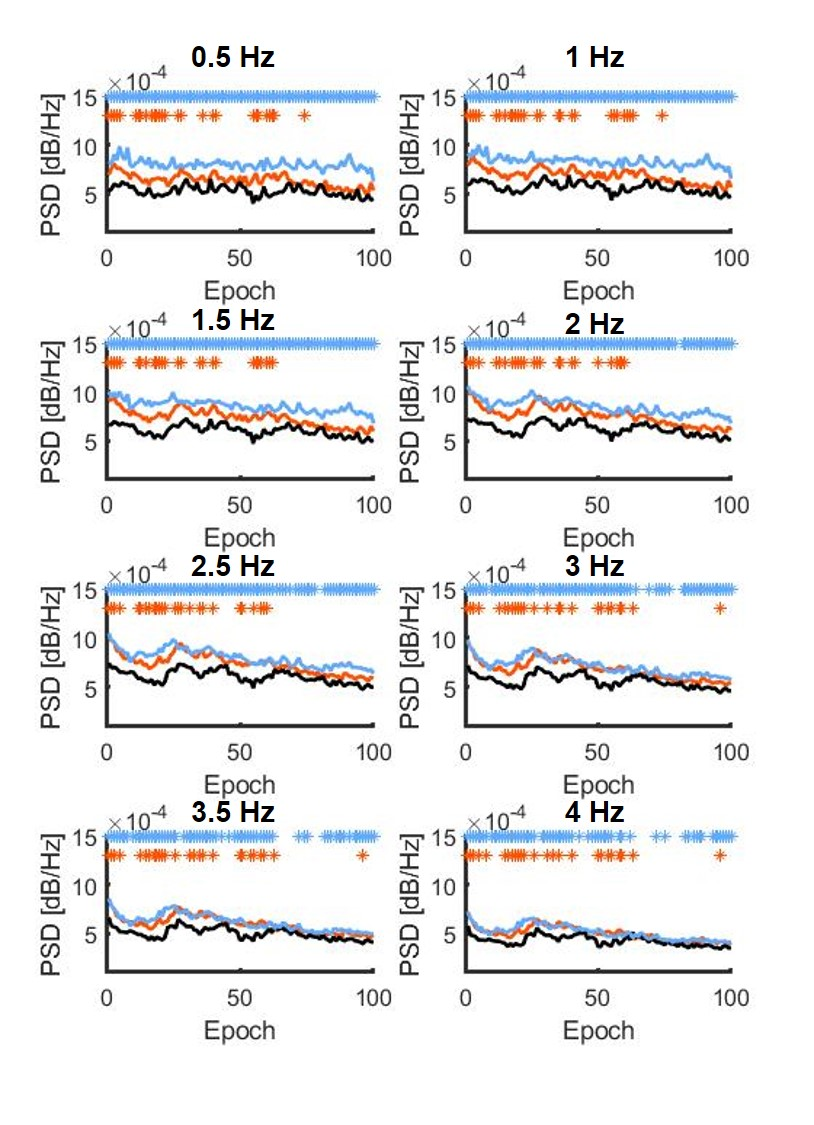 0.5 Hz 1 Hz
×10-4 ×10-4
15 15
10 10
5 5
PSD [dB/Hz] PSD [dB/Hz]
0 50 100 0 50 100
Epoch Epoch
1.5 Hz 2 Hz
×10-4 ×10-4
15 15
10 10
5 5
PSD [dB/Hz] PSD [dB/Hz]
0 50 100 0 50 100
Epoch Epoch
2.5 Hz 3 Hz
×10-4 ×10-4
15 15
10 10
5 5
PSD [dB/Hz] PSD [dB/Hz]
0 50 100 0 50 100
Epoch Epoch
3.5 Hz 4 Hz
×10-4 ×10-4
15 15
10 10
5 5
PSD [dB/Hz] PSD [dB/Hz]
0 50 100 0 50 100
Epoch Epoch